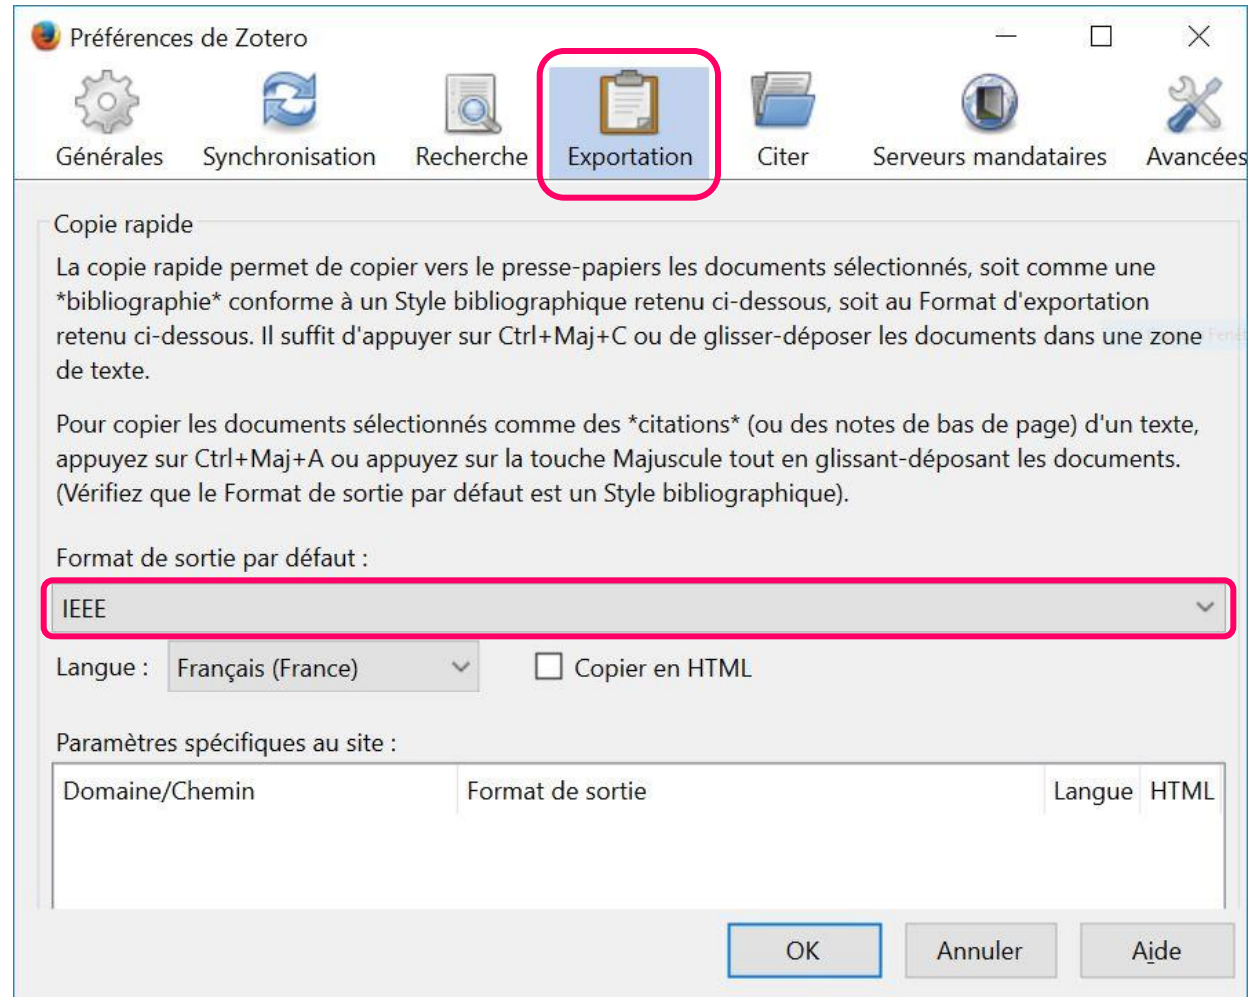 Préférences de Zotero
Générales Synchronisation Recherche Exportation Citer Serveurs mandataires Avancées
Copie rapide
La copie rapide permet de copier vers le presse-papiers les documents sélectionnés, soit comme une
*bibliographie* conforme à un Style bibliographique retenu ci-dessous, soit au Format d'exportation
retenu ci-dessous. Il suffit d'appuyer sur Ctrl+Maj+C ou de glisser-déposer les documents dans une zone
de texte.
Pour copier les documents sélectionnés comme des *citations* (ou des notes de bas de page) d'un texte,
appuyez sur Ctrl+Maj+A ou appuyez sur la touche Majuscule tout en glissant-déposant les documents.
(Vérifiez que le Format de sortie par défaut est un Style bibliographique).
Format de sortie par défaut :
IEEE
Langue : Français (France) Copier en HTML
Paramètres spécifiques au site :
Domaine/Chemin Format de sortie Langue HTML
OK Annuler Aide